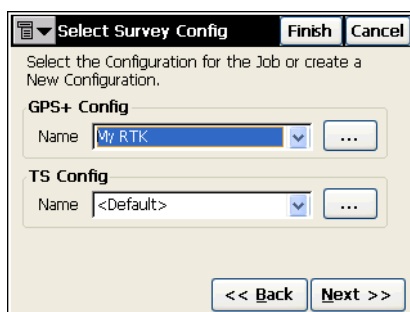 Select Survey Config Finish Cancel
Select the Configuration for the Job or create a
New Configuration.
GPS+ Config
Name My RTK ...
TS Config
Name <Default> ...
<< Back Next >>